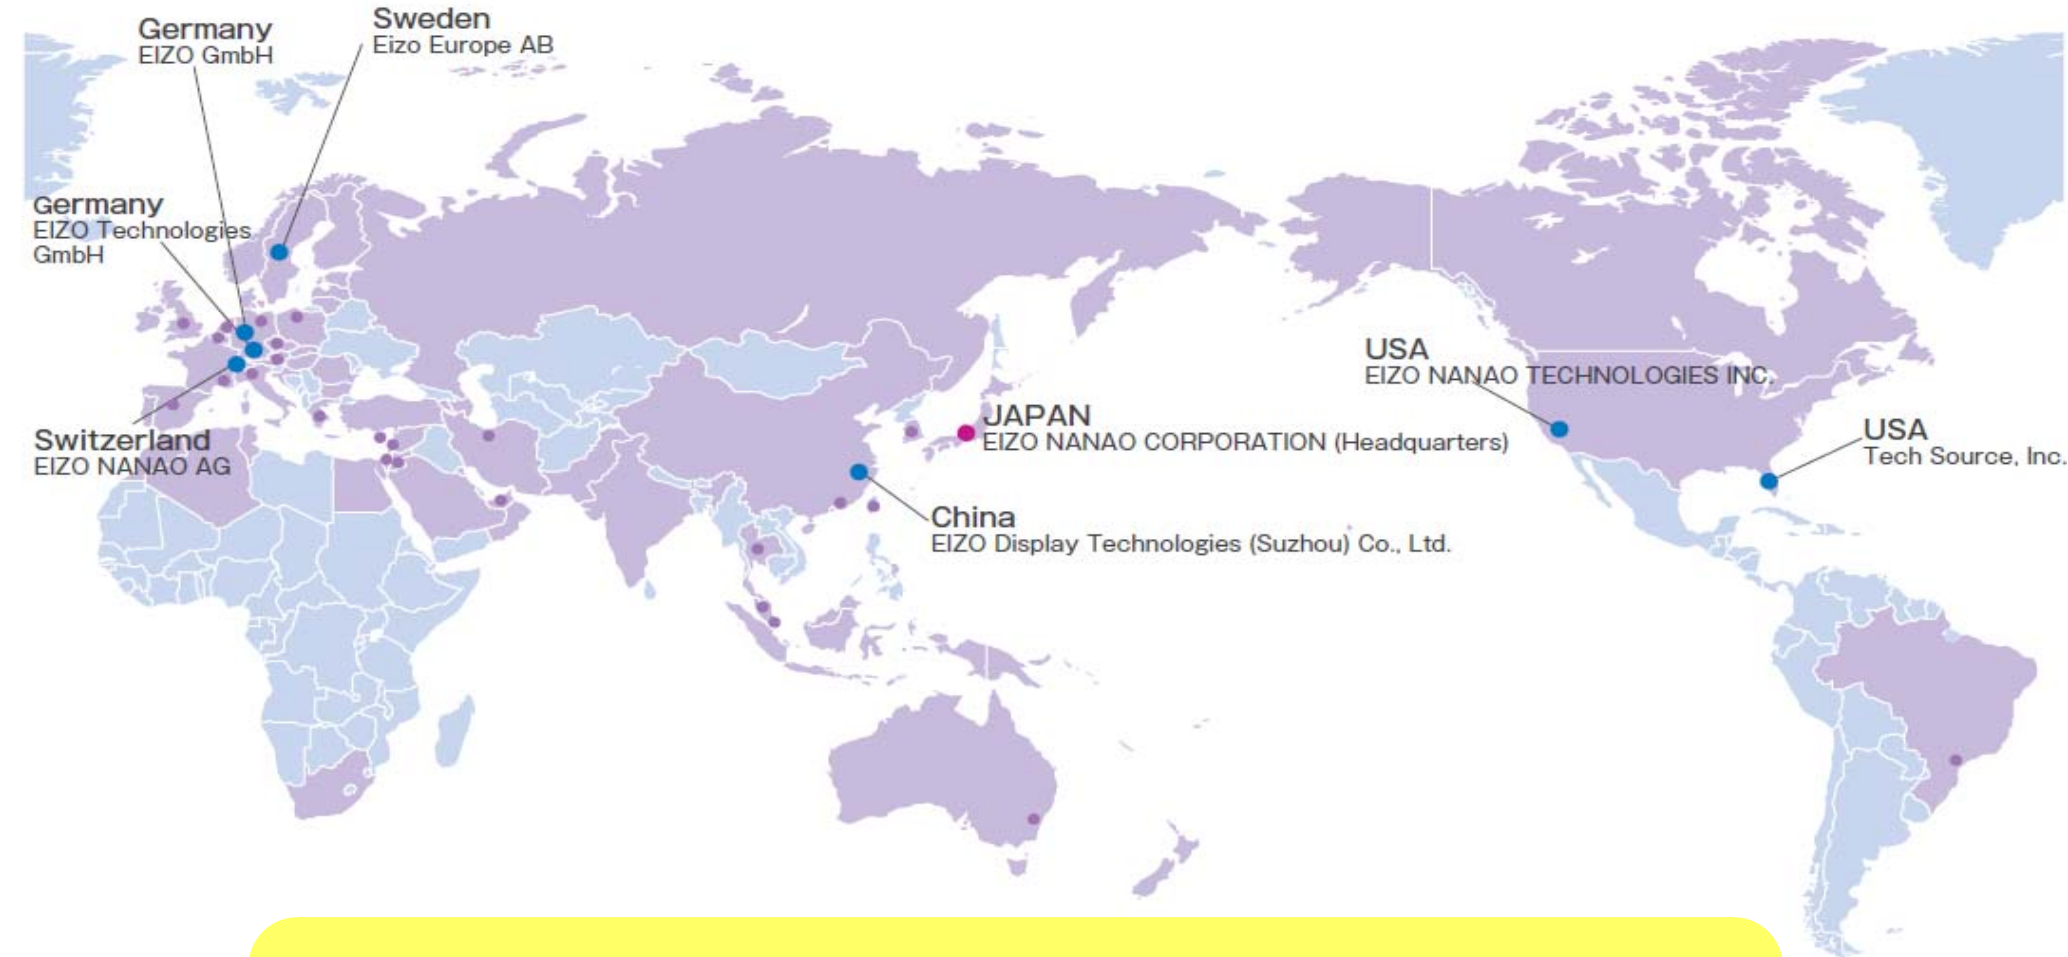 Germany
EIZO GmbH
Sweden
Eizo Europe AB
Germany
EIZO Technologies
GmbH
Switzerland
EIZO NANAO AG
JAPAN
EIZO NANAO CORPORATION (Headquarters)
China
EIZO Display Technologies (Suzhou) Co., Ltd.
USA
EIZO NANAO TECHNOLOGIES INC.
USA
Tech Source, Inc.